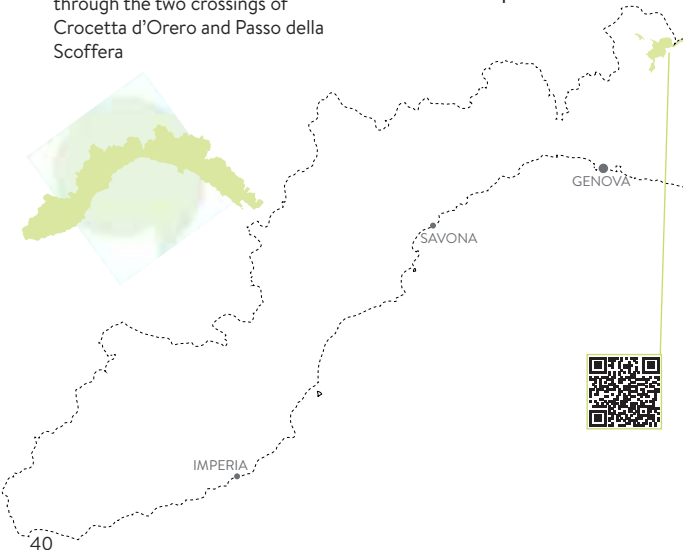 through the two crossings of
Crocetta d'Orero and Passo della
Scoffera
GENOVA
SAVONA
IMPERIA
40